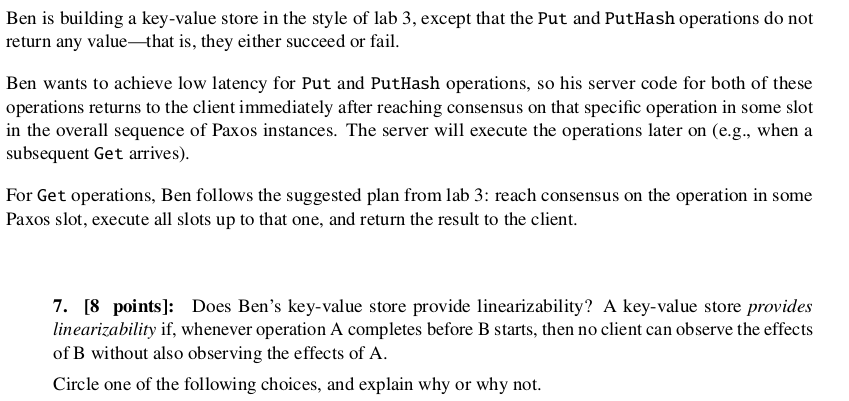 Ben is building a key-value store in the style of lab 3, except that the Put and PutHash operations do not
return any value—that is, they either succeed or fail.
Ben wants to achieve low latency for Put and PutHash operations, so his server code for both of these
operations returns to the client immediately after reaching consensus on that specific operation in some slot
in the overall sequence of Paxos instances. The server will execute the operations later on (e.g., when a
subsequent Get arrives).
For Get operations, Ben follows the suggested plan from lab 3: reach consensus on the operation in some
Paxos slot, execute all slots up to that one, and return the result to the client.
7. [8 points]: Does Ben's key-value store provide linearizability? A key-value store provides
linearizability if, whenever operation A completes before B starts, then no client can observe the effects
of B without also observing the effects of A.
Circle one of the following choices, and explain why or why not.